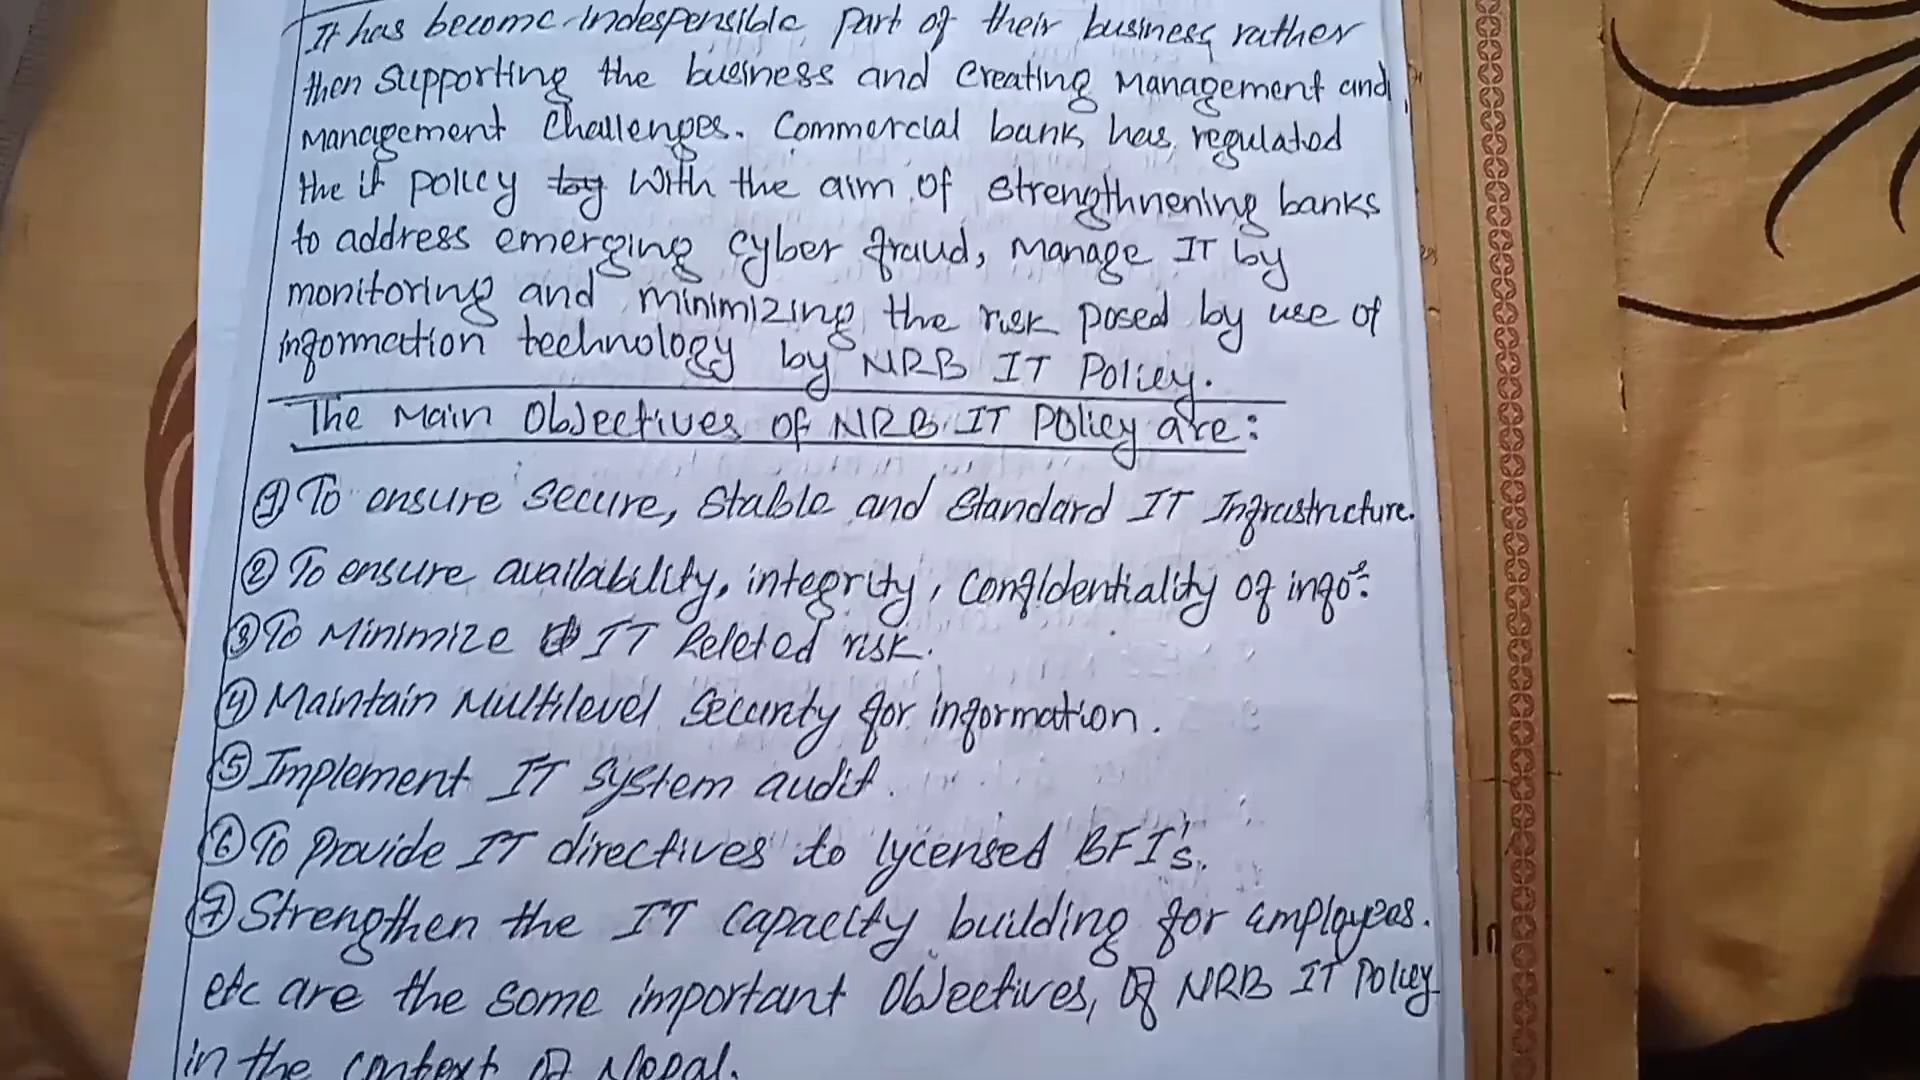 It has become indespensible part of their business rather
then supporting the business and creating Management and
Management Challenges. Commercial bank has regulated
the it policy toy with the aim of strengthnening banks
to address emerging cyber fraud, manage IT by
monitoring and minimizing the risk posed by use of
information technology by NRB IT Policy.
The Main Objectives of NRB IT Policy are:
① To ensure secure, stable and standard IT Infrastructure.
② To ensure availability, integrity, confidentiality of info:
③ To Minimize IT Releted risk.
④ Maintain Multilevel security for information.
⑤ Implement IT system audit.
⑥ To provide IT directives to lycensed BFI's.
⑦ Strengthen the IT capacity building for employees.
etc are the some important objectives, of NRB IT Policy
in the context of Nepal.